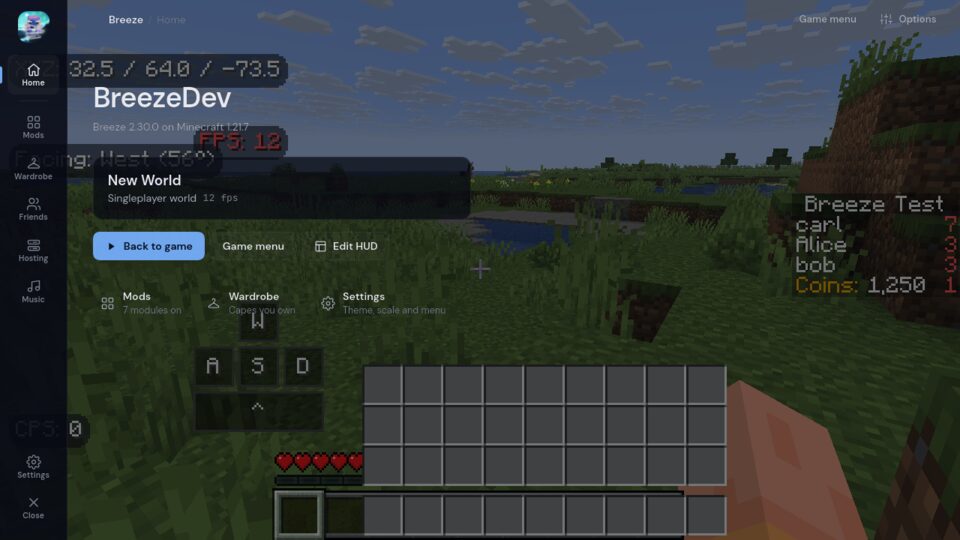 Breeze / Home
Game menu
Options
XYZ: 32.5 / 64.0 / -73.5
Home
BreezeDev
Breeze 2.30.0 on Minecraft 1.21.7
FPS: 12
Mods
Facing: West (56°)
Wardrobe
New World
Singleplayer world 12 fps
Friends
Breeze Test
carl 7
Alice 3
bob 3
Coins: 1,250 1
Hosting
Back to game
Game menu
Edit HUD
Music
Mods
7 modules on
Wardrobe
Capes you own
Settings
Theme, scale and menu
W
A S D
^
CPS: 0
Settings
Close